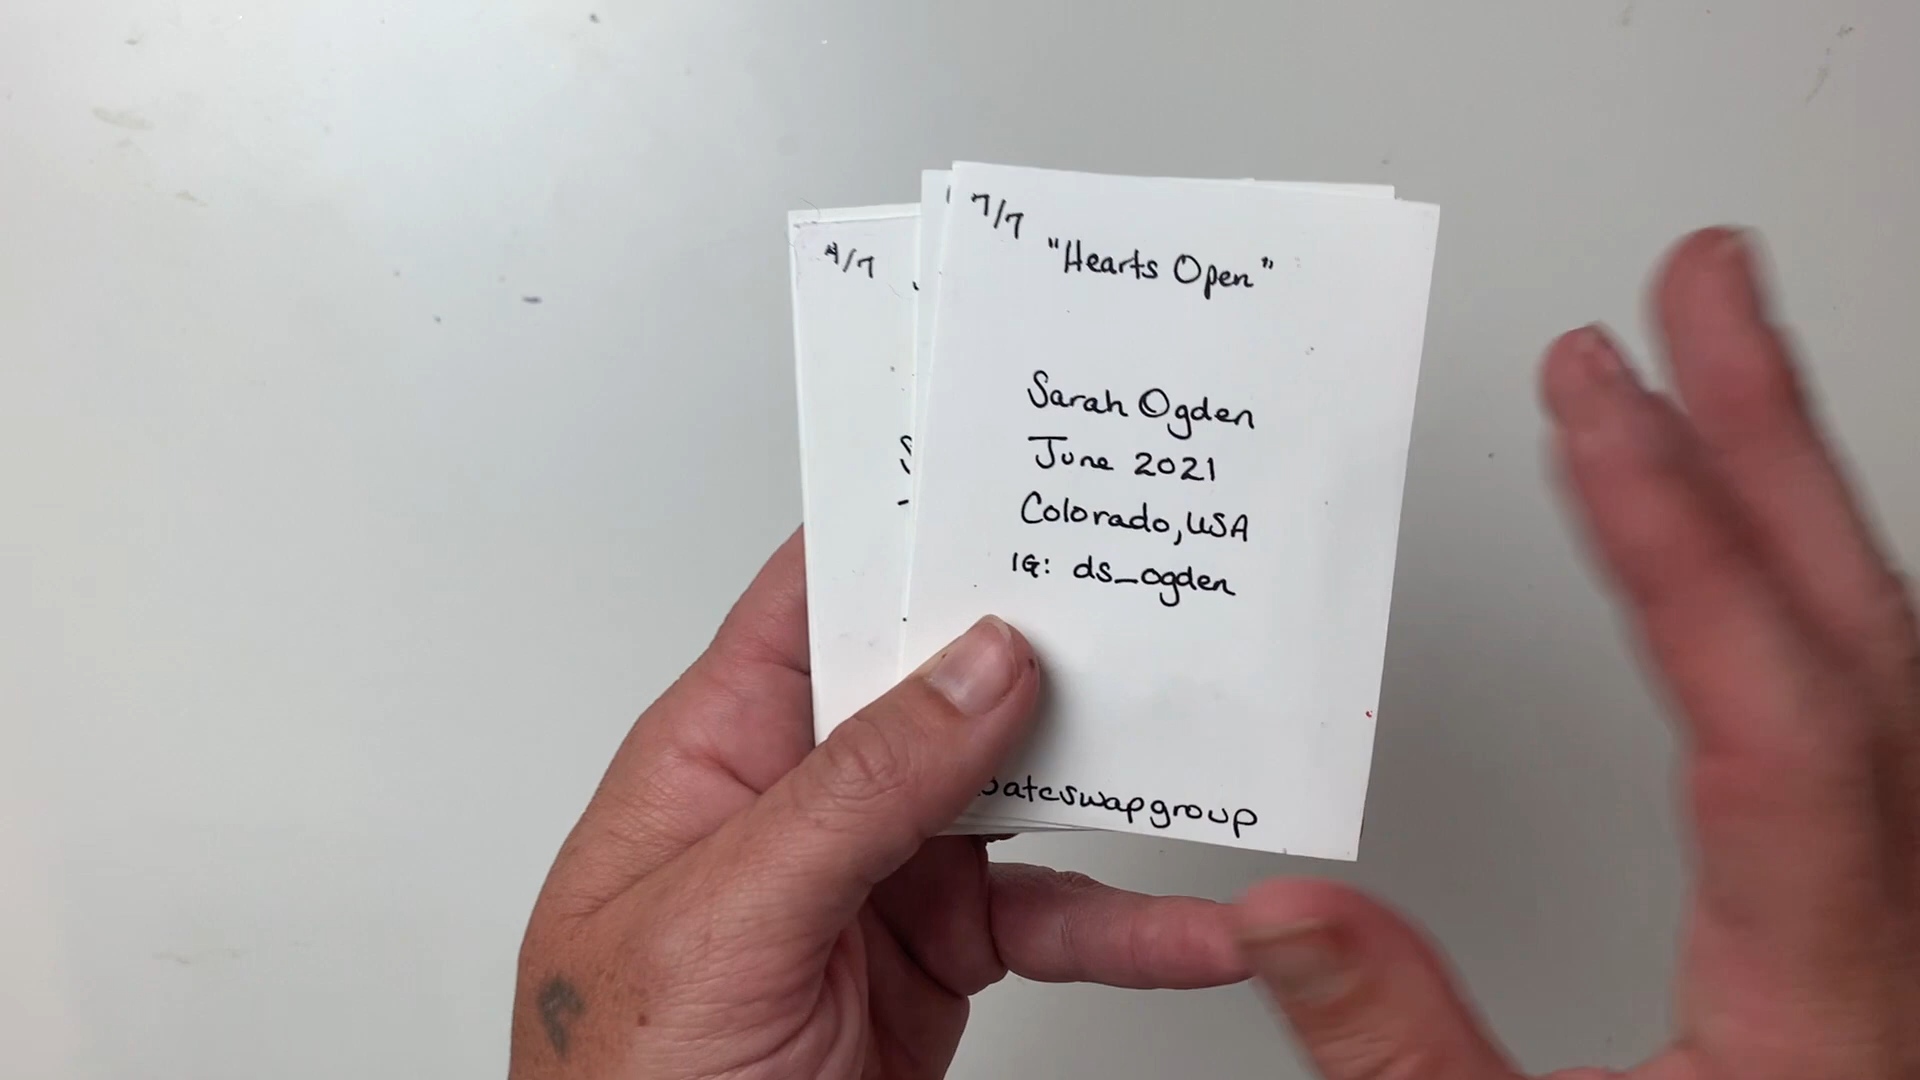 7/7
"Hearts Open"
Sarah Ogden
June 2021
Colorado, USA
IG: ds_ogden
atcswapgroup
4/7